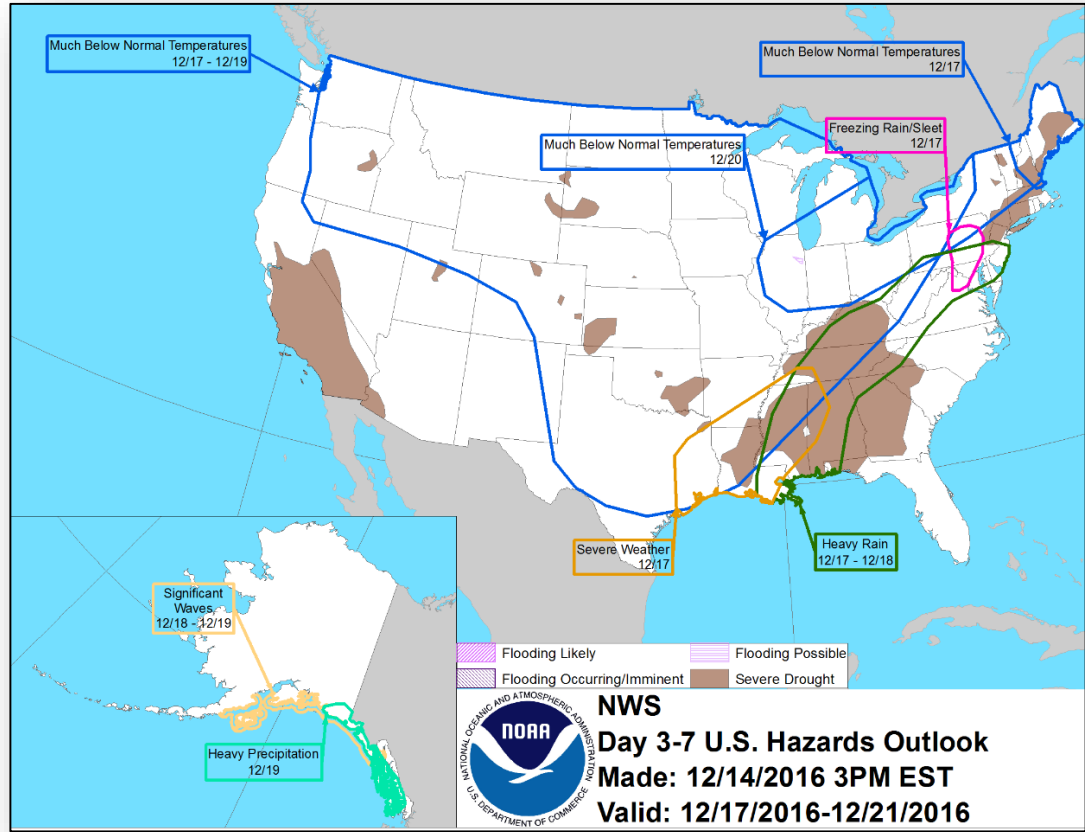 Much Below Normal Temperatures
12/17 - 12/19
Much Below Normal Temperatures
12/17
Freezing Rain/Sleet
12/17
Much Below Normal Temperatures
12/20
Severe Weather
12/17
Heavy Rain
12/17 - 12/18
Significant
Waves
12/18 - 12/19
Heavy Precipitation
12/19
Flooding Likely
Flooding Possible
Flooding Occurring/Imminent
Severe Drought
NATIONAL OCEANIC AND ATMOSPHERIC ADMINISTRATION
NOAA
U.S. DEPARTMENT OF COMMERCE
NWS
Day 3-7 U.S. Hazards Outlook
Made: 12/14/2016 3PM EST
Valid: 12/17/2016-12/21/2016